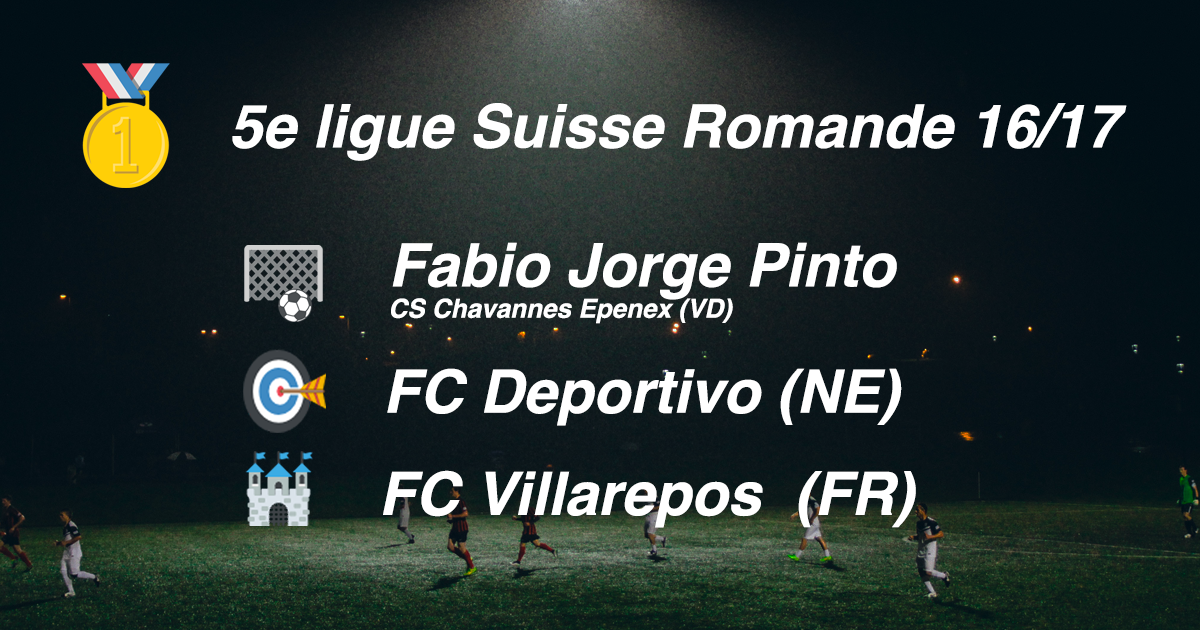 1
5e ligue Suisse Romande 16/17
Fabio Jorge Pinto
CS Chavannes Epenex (VD)
FC Deportivo (NE)
FC Villarepos (FR)